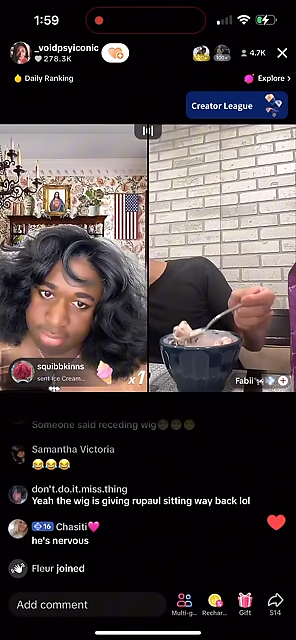 1:59
_voidpsyiconic
278.3K
4.7K
Daily Ranking
Explore >
Creator League
squibbkinns
sent Ice Cream...
x1
Fabii
Someone said receding wig
Samantha Victoria
😂😂😂
don't.do.it.miss.thing
Yeah the wig is giving rupaul sitting way back lol
16 Chasiti🩷
he's nervous
Fleur joined
Add comment
Multi-g...
Rechar...
Gift
514